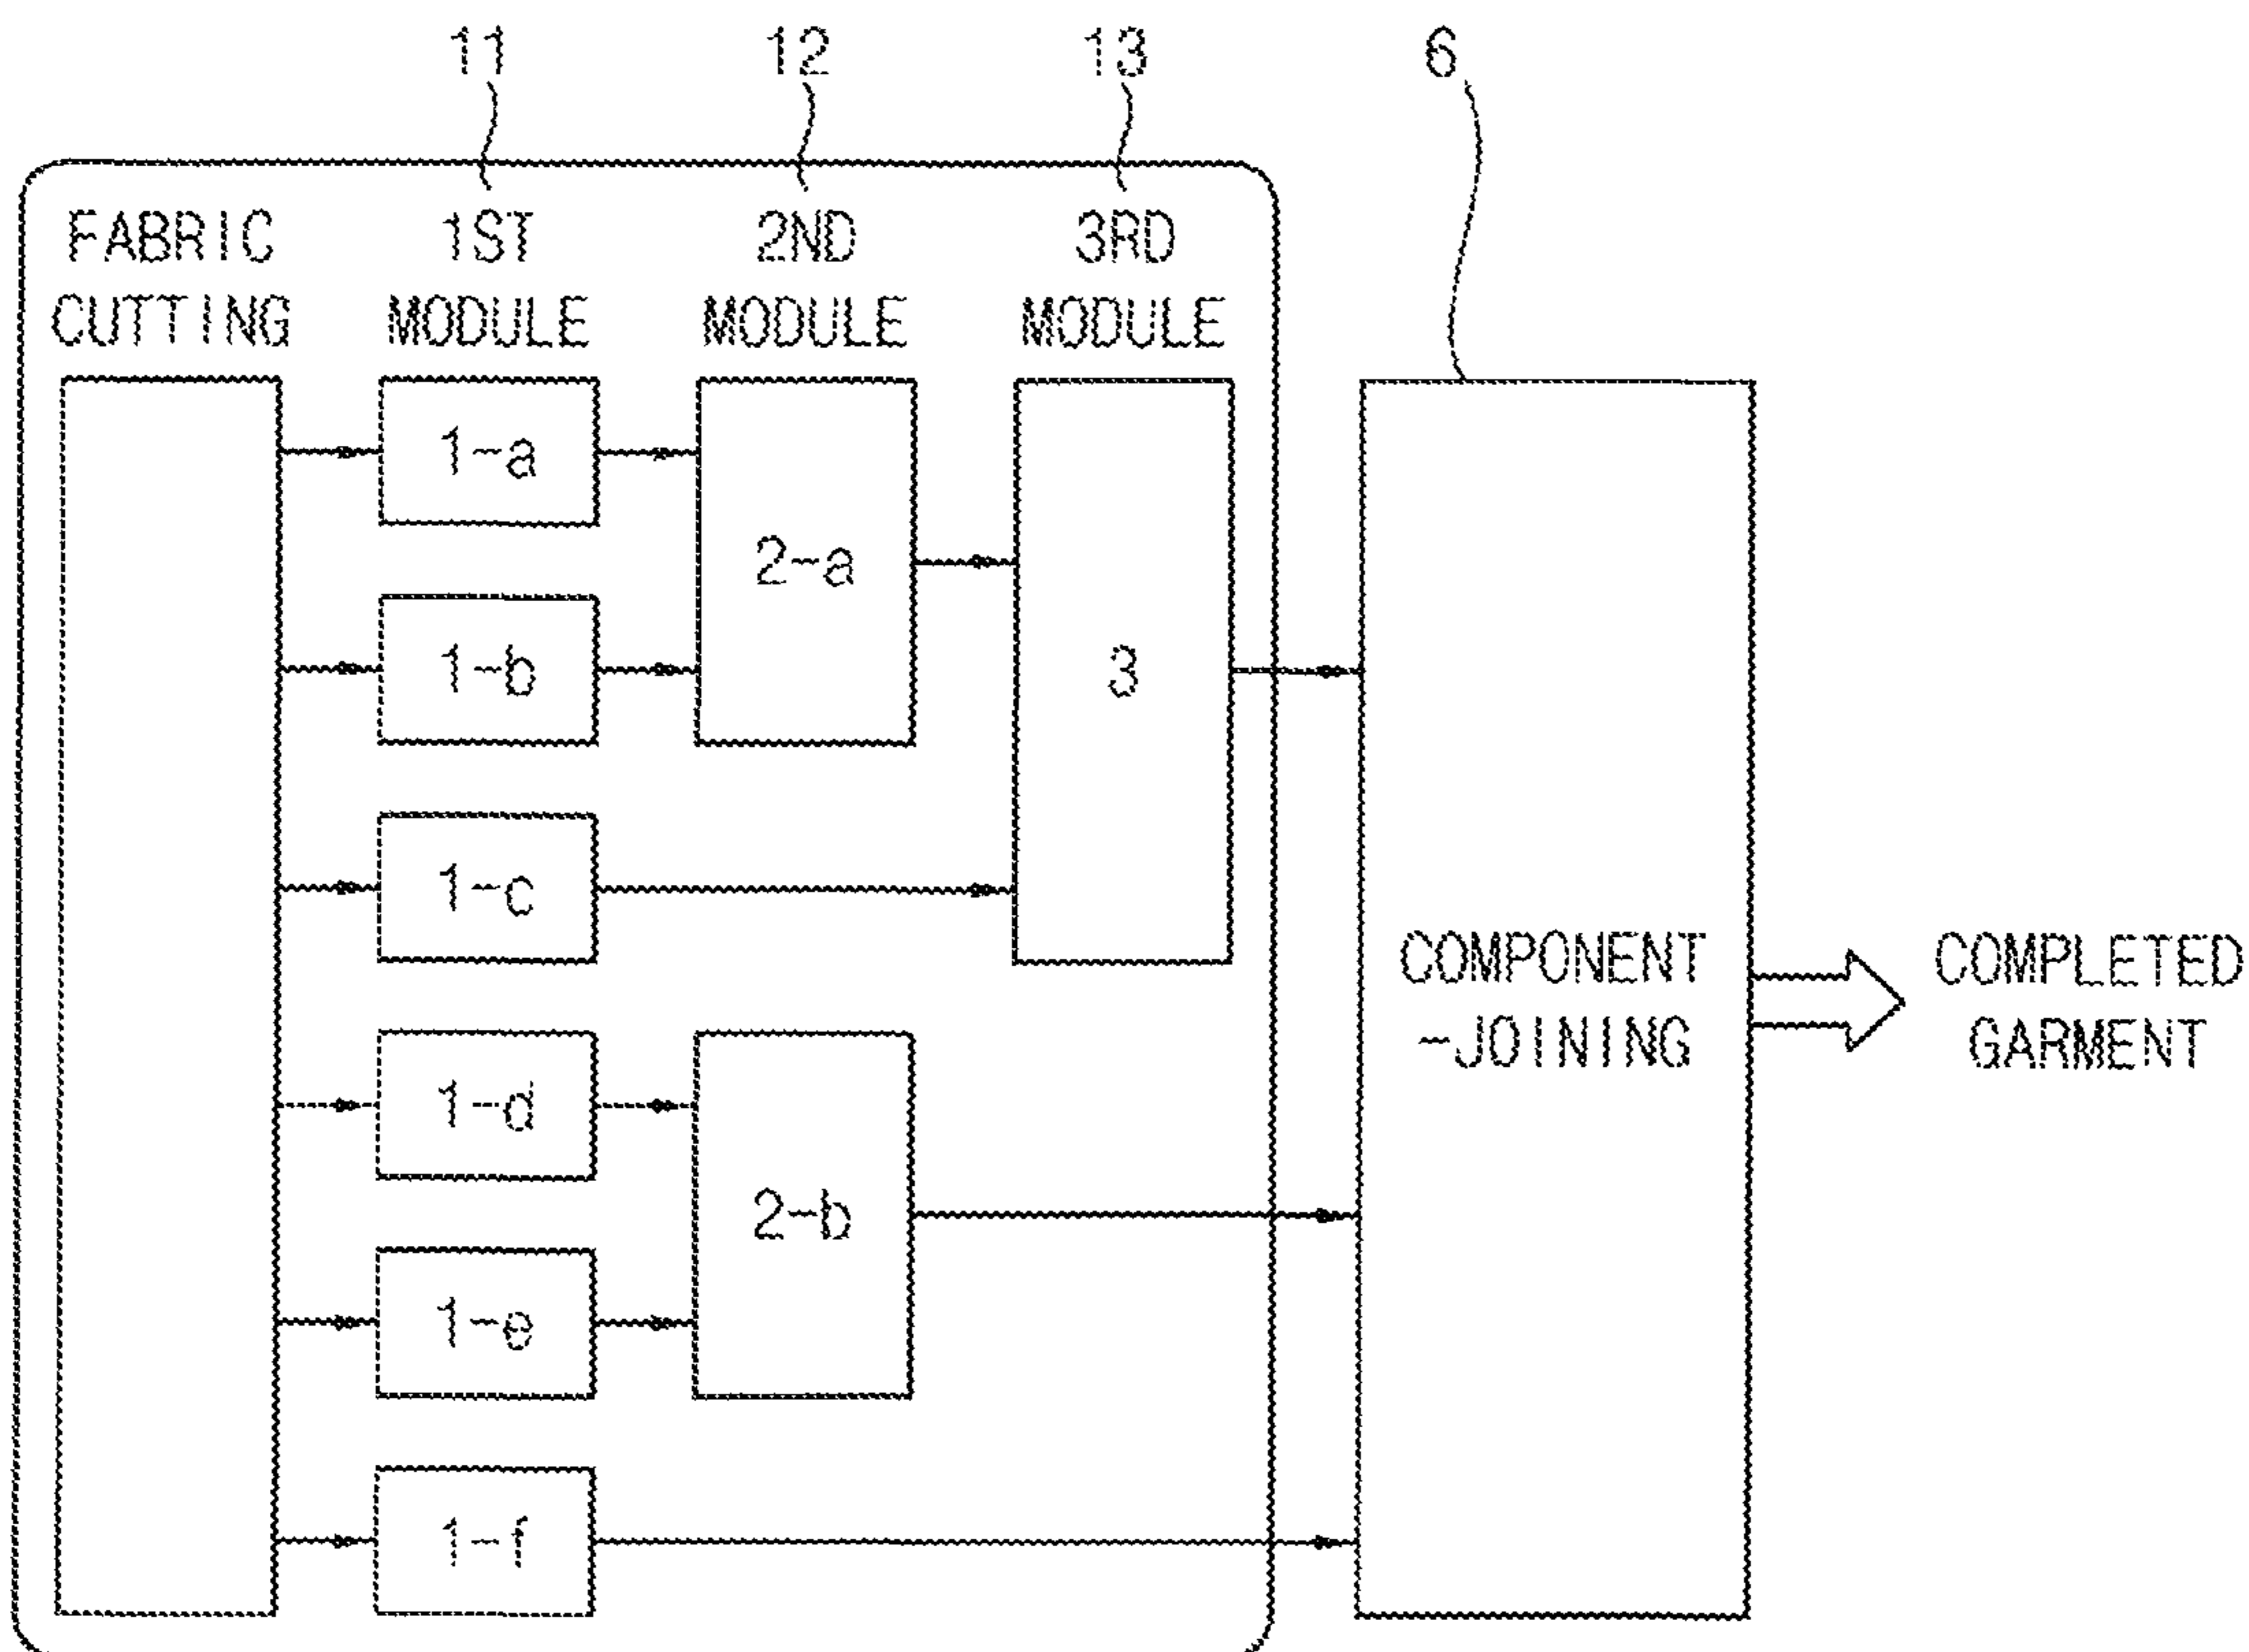 11
12
13
6
FABRIC
CUTTING
1ST
MODULE
2ND
MODULE
3RD
MODULE
1-a
2-a
1-b
3
1-c
COMPONENT
-JOINING
COMPLETED
GARMENT
1-d
2-b
1-e
1-f